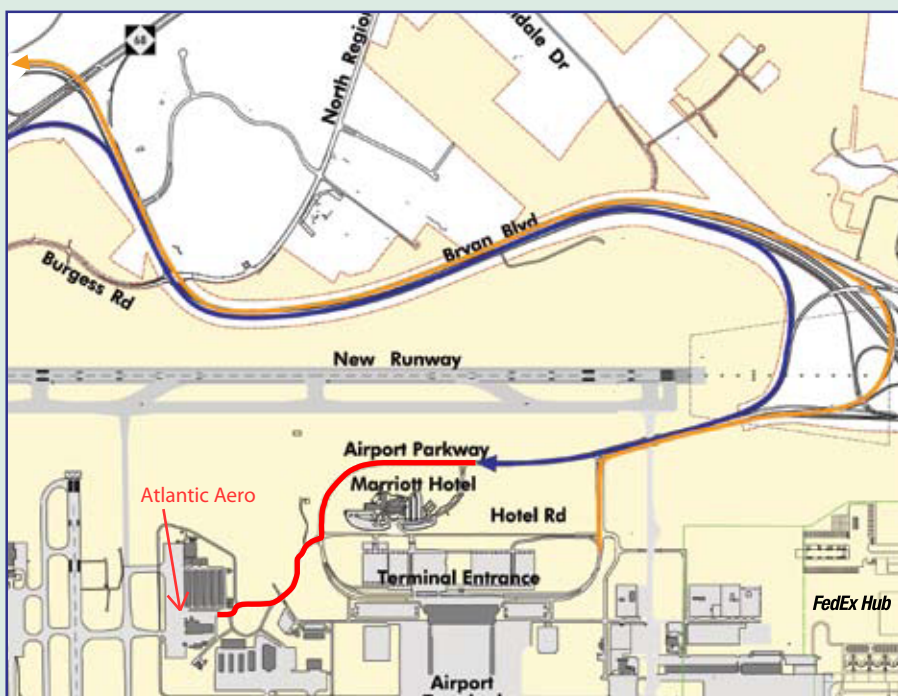 68
North Region
dale Dr
Bryan Blvd
Burgess Rd
New Runway
Airport Parkway
Marriott Hotel
Atlantic Aero
Hotel Rd
Terminal Entrance
FedEx Hub
Airport